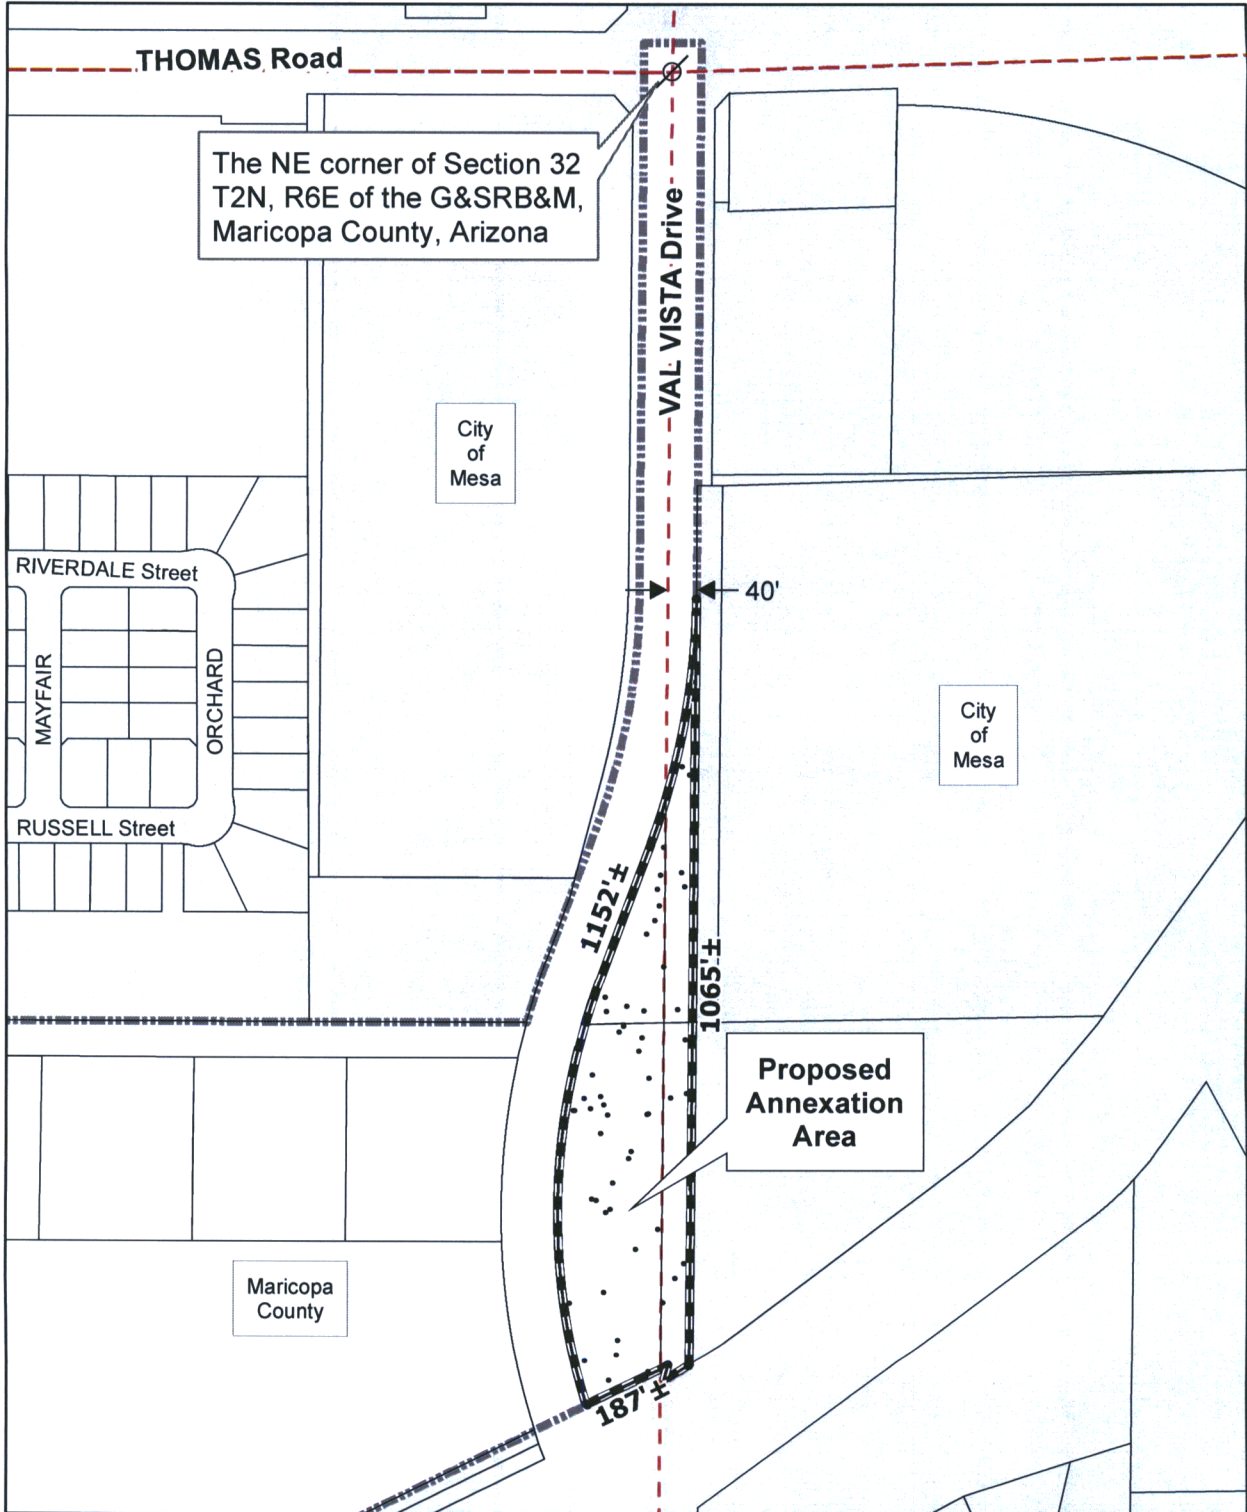 THOMAS Road
The NE corner of Section 32
T2N, R6E of the G&SRB&M,
Maricopa County, Arizona
VAL VISTA Drive
City
of
Mesa
RIVERDALE Street
40'
MAYFAIR
ORCHARD
City
of
Mesa
RUSSELL Street
1152'±
1065'±
Proposed
Annexation
Area
Maricopa
County
187'±